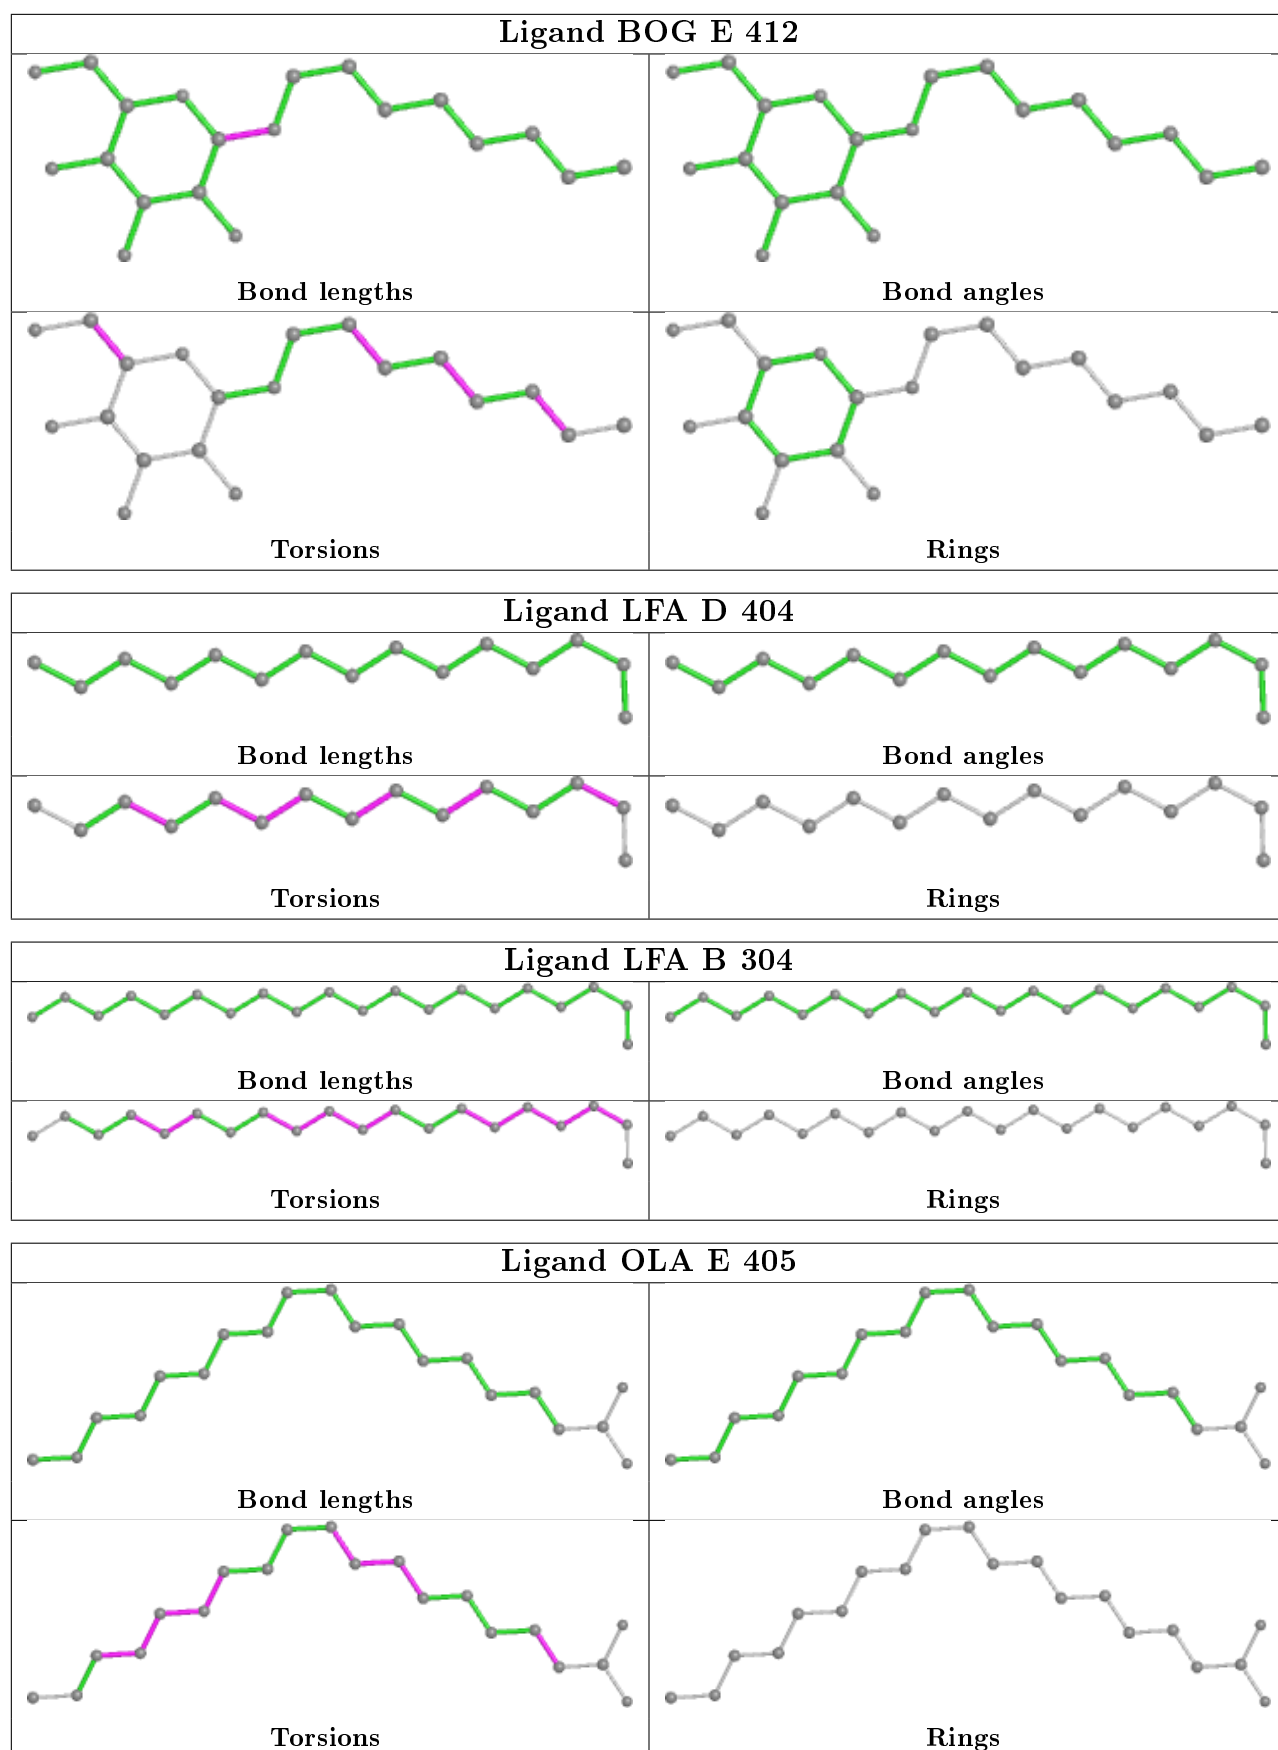 Ligand BOG E 412
Bond lengths
Bond angles
Torsions
Rings
Ligand LFA D 404
Bond lengths
Bond angles
Torsions
Rings
Ligand LFA B 304
Bond lengths
Bond angles
Torsions
Rings
Ligand OLA E 405
Bond lengths
Bond angles
Torsions
Rings